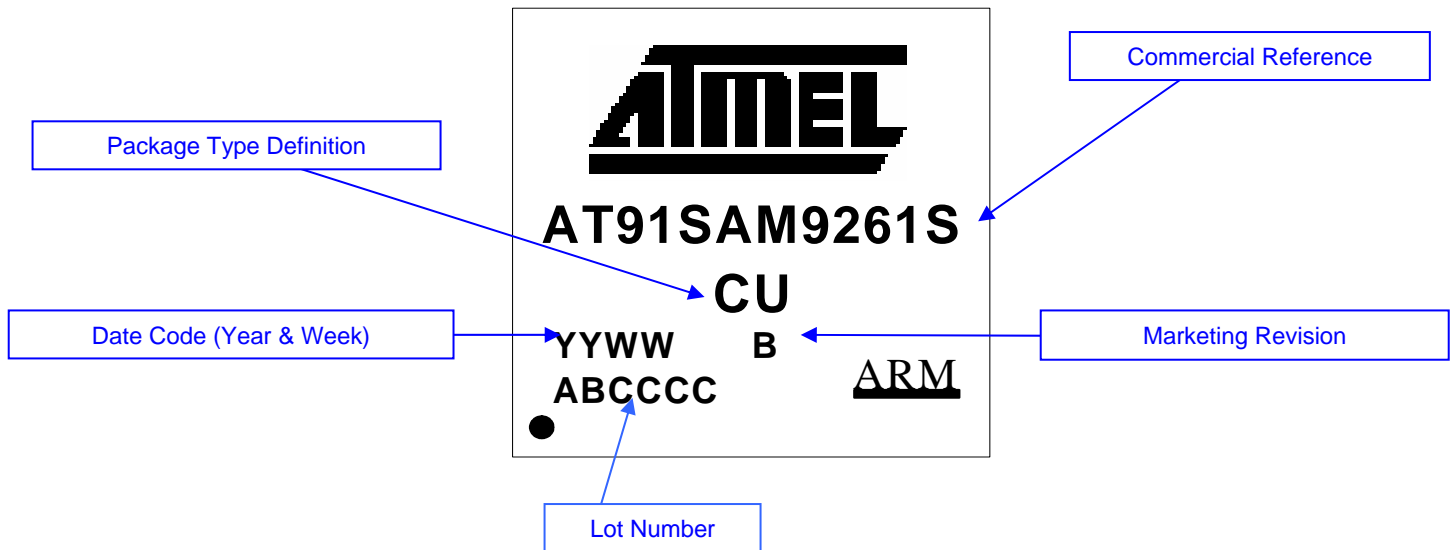 ATMEL
Commercial Reference
Package Type Definition
AT91SAM9261S
CU
Date Code (Year & Week)
YYWW B
Marketing Revision
ABCCCC
ARM
Lot Number